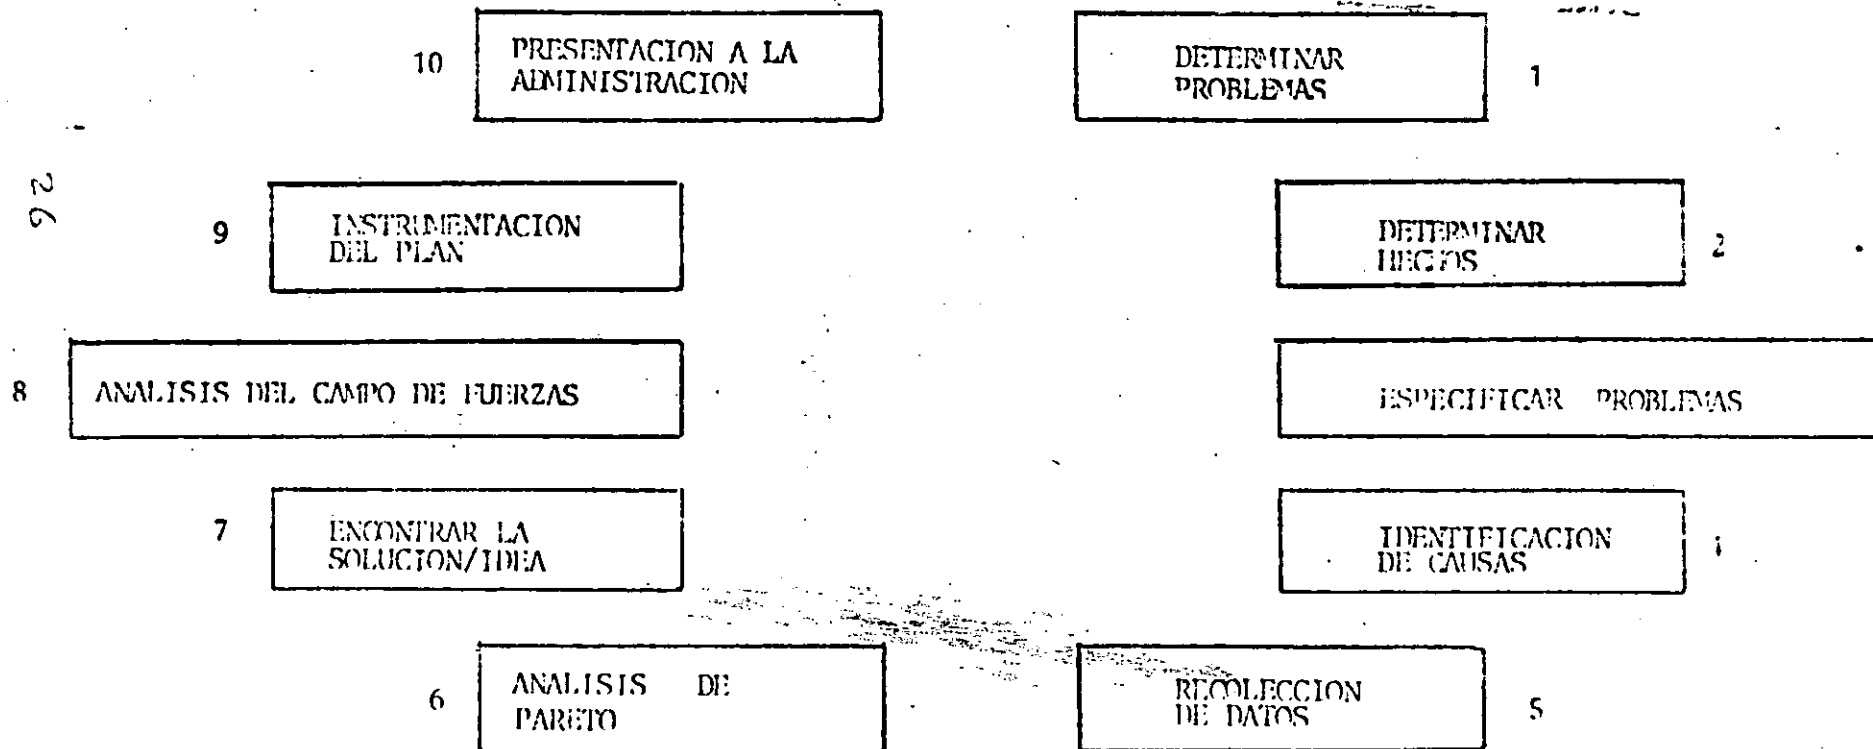 10
PRESENTACION A LA
ADMINISTRACION
DETERMINAR
PROBLEMAS
1
26
9
INSTRUMENTACION
DEL PLAN
DETERMINAR
HECHOS
2
8
ANALISIS DEL CAMPO DE FUERZAS
ESPECIFICAR PROBLEMAS
7
ENCONTRAR LA
SOLUCION/IDEA
IDENTIFICACION
DE CAUSAS
6
ANALISIS DE
PARETO
RECOLECCION
DE DATOS
5